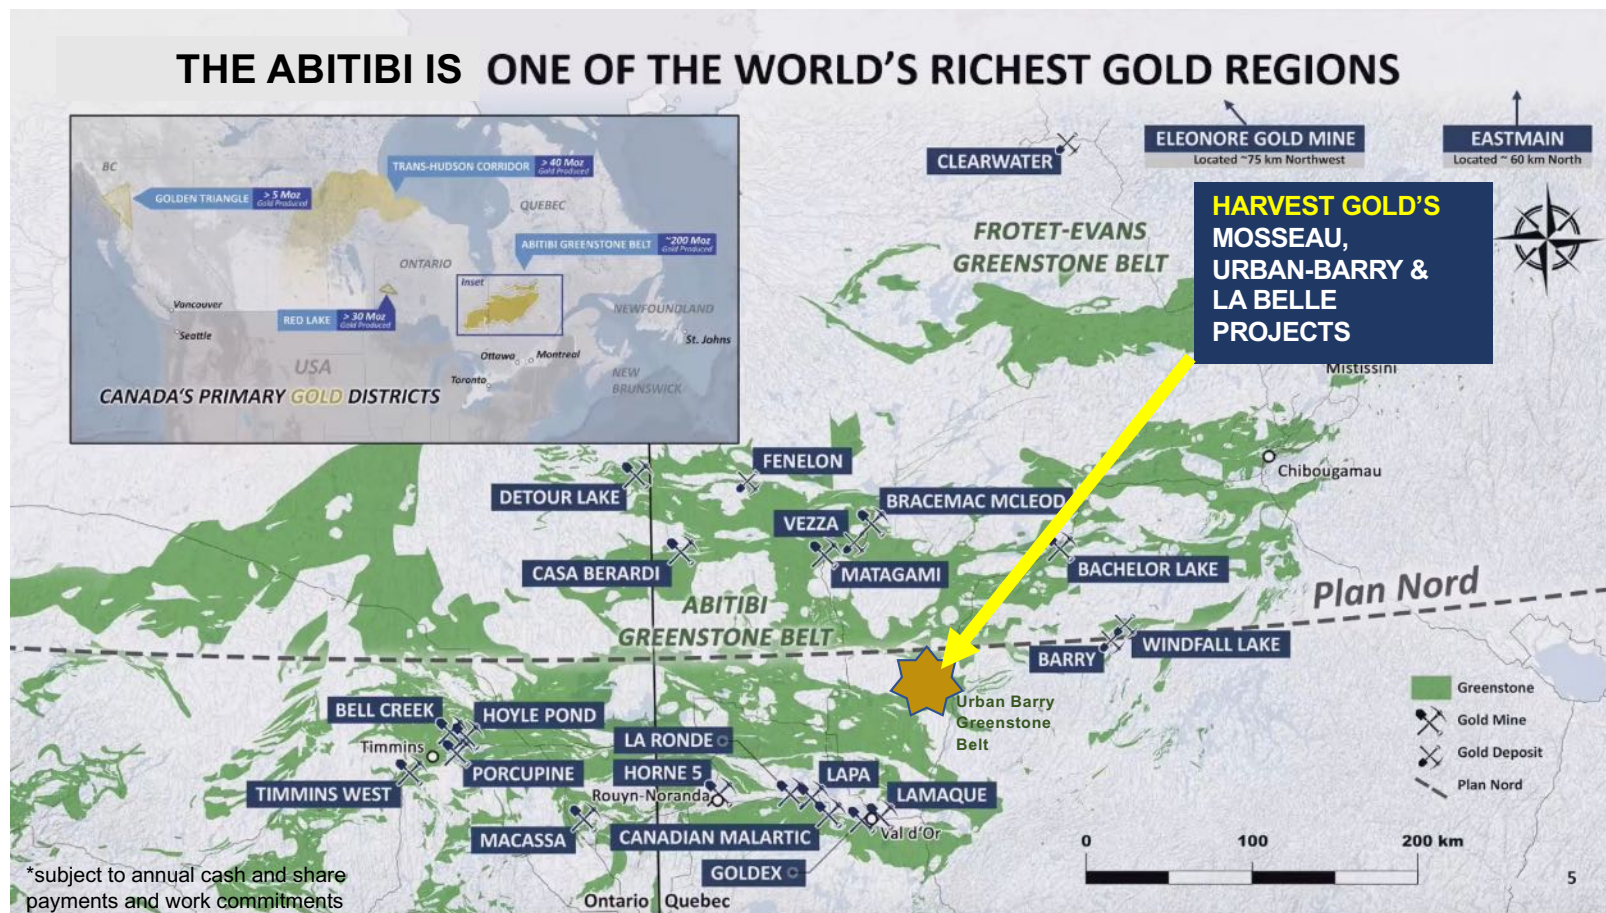 THE ABITIBI IS ONE OF THE WORLD'S RICHEST GOLD REGIONS
BC
GOLDEN TRIANGLE
> 5 Moz
Gold Produced
TRANS-HUDSON CORRIDOR
> 40 Moz
Gold Produced
QUEBEC
ABITIBI GREENSTONE BELT
~200 Moz
Gold Produced
ONTARIO
Inset
RED LAKE
> 30 Moz
Gold Produced
Vancouver
Seattle
USA
NEWFOUNDLAND
St. Johns
Ottawa
Montreal
Toronto
NEW
BRUNSWICK
CANADA'S PRIMARY GOLD DISTRICTS
CLEARWATER
ELEONORE GOLD MINE
Located ~75 km Northwest
EASTMAIN
Located ~ 60 km North
HARVEST GOLD’S
MOSSEAU,
URBAN-BARRY &
LA BELLE
PROJECTS
FROTET-EVANS
GREENSTONE BELT
Mistissini
Chibougamau
FENELON
DETOUR LAKE
BRACEMAC MCLEOD
VEZZA
CASA BERARDI
MATAGAMI
BACHELOR LAKE
Plan Nord
ABITIBI
GREENSTONE BELT
BARRY
WINDFALL LAKE
Urban Barry
Greenstone
Belt
BELL CREEK
HOYLE POND
Timmins
PORCUPINE
TIMMINS WEST
LA RONDE
HORNE 5
Rouyn-Noranda
LAPA
LAMAQUE
MACASSA
CANADIAN MALARTIC
Val d'Or
GOLDEX
Ontario
Quebec
Greenstone
Gold Mine
Gold Deposit
Plan Nord
0 100 200 km
*subject to annual cash and share
payments and work commitments
5